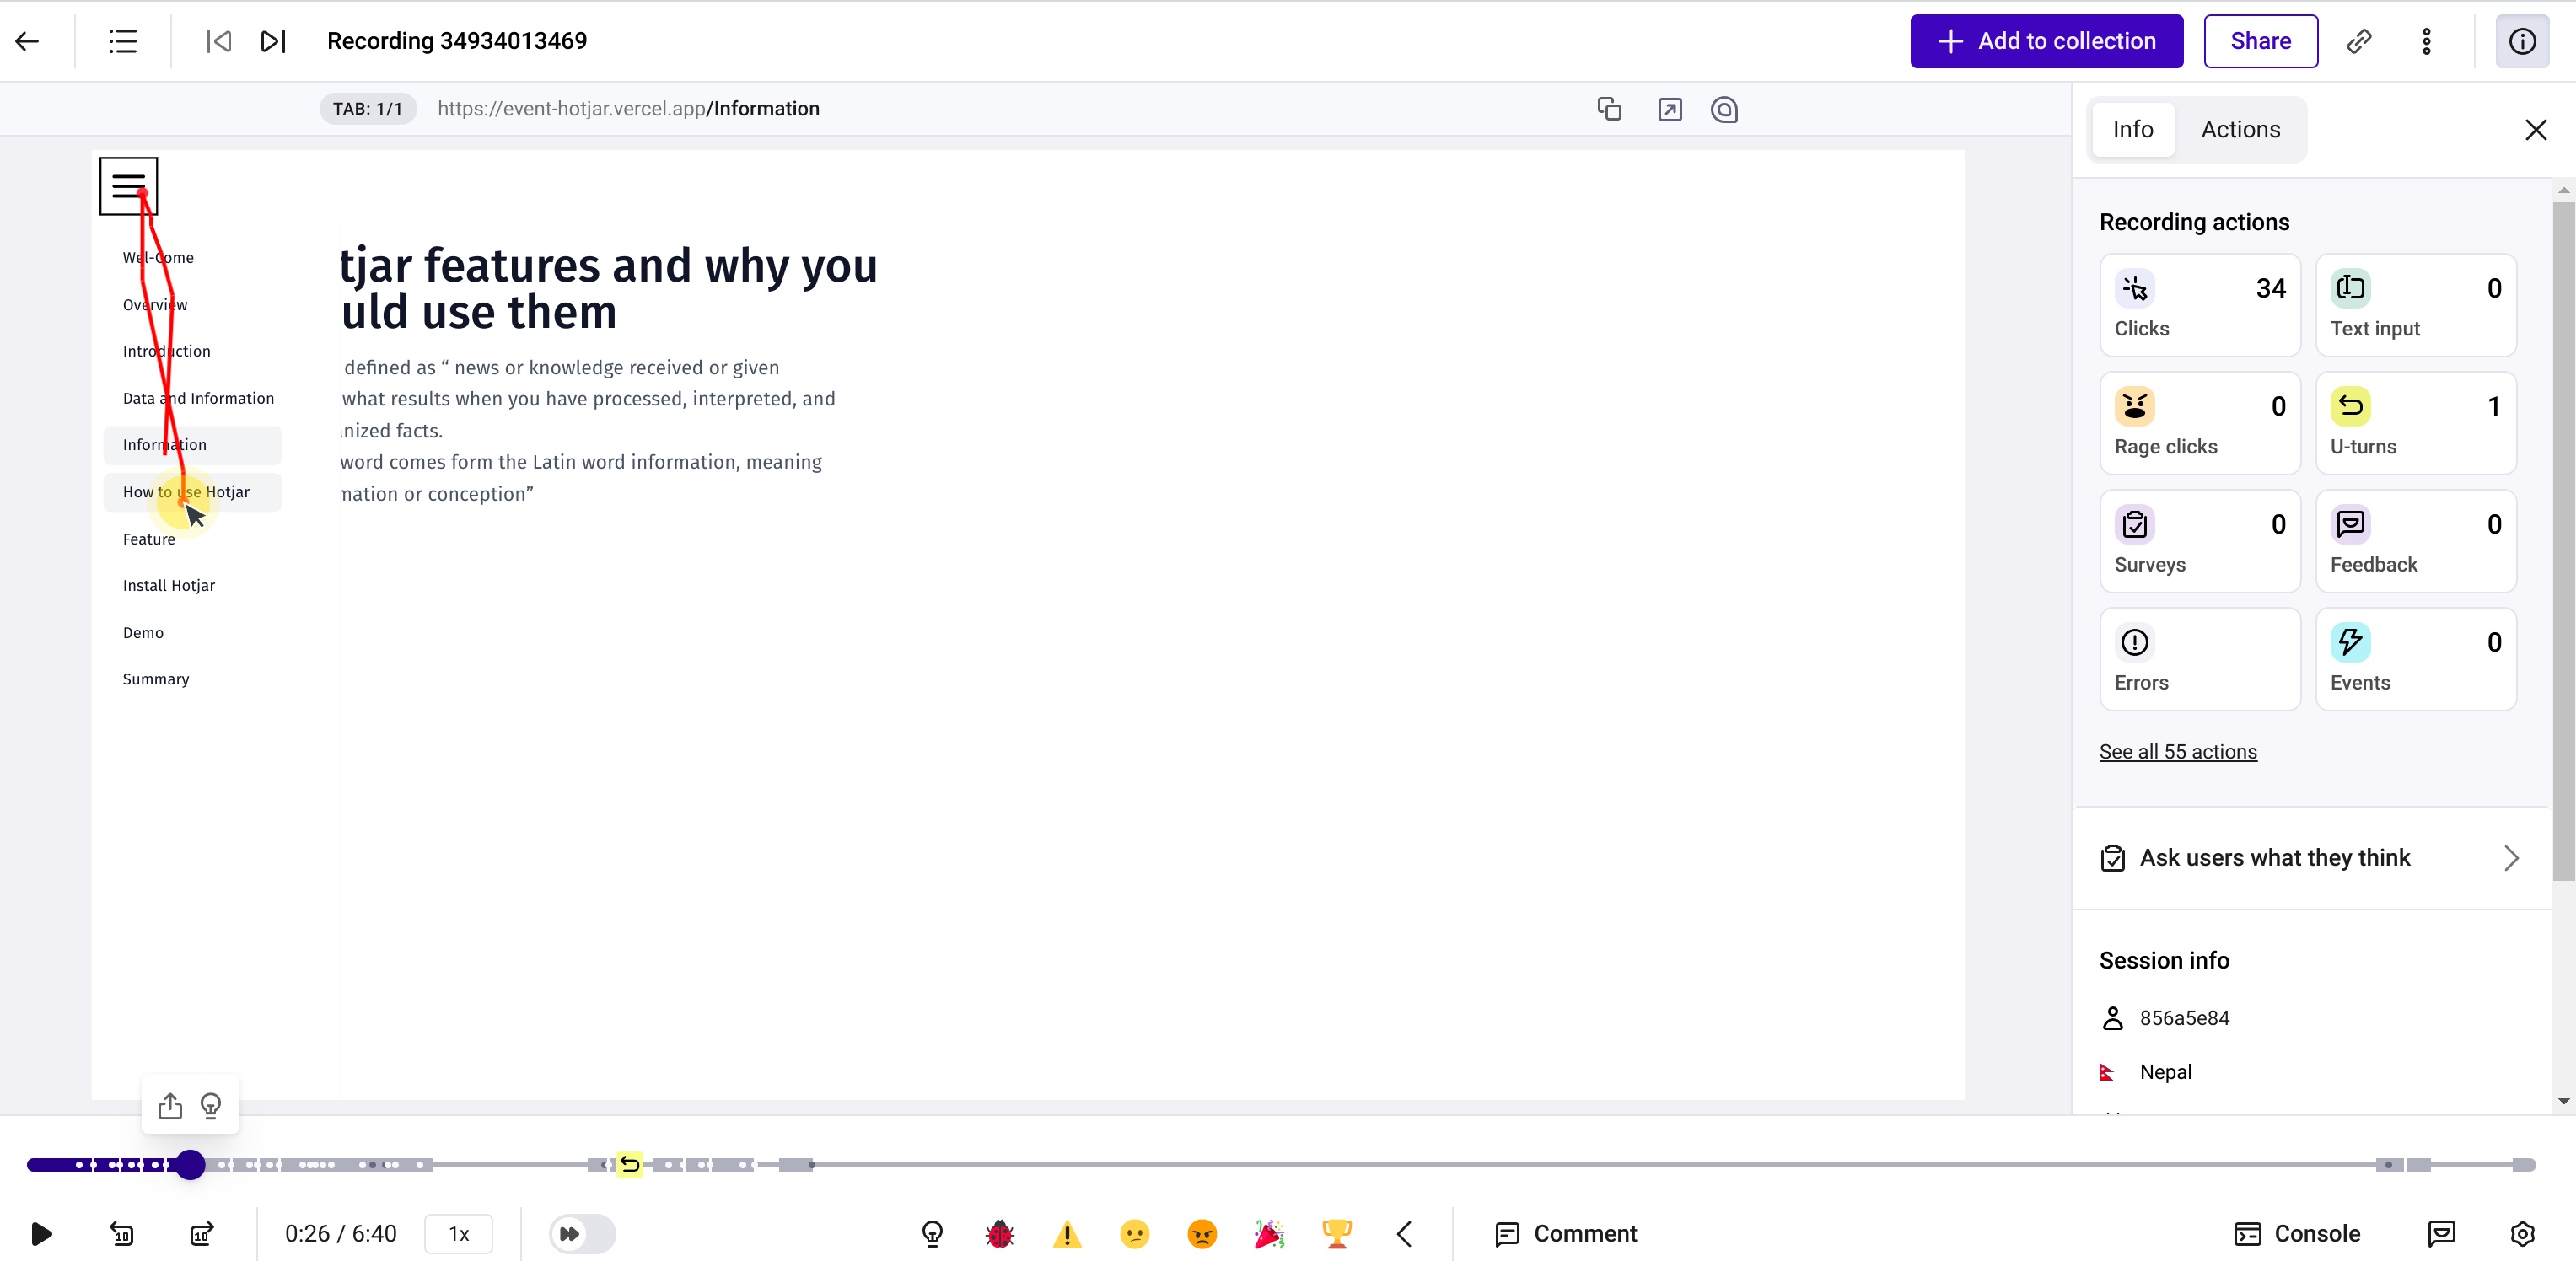 Recording 34934013469
Add to collection
Share
TAB: 1/1
https://event-hotjar.vercel.app/Information
Info
Actions
Wel-Come
Overview
Introduction
Data and Information
Information
How to use Hotjar
Feature
Install Hotjar
Demo
Summary
tjar features and why you
uld use them
defined as “ news or knowledge received or given
what results when you have processed, interpreted, and
nized facts.
word comes form the Latin word information, meaning
mation or conception”
Recording actions
34
Clicks
0
Text input
0
Rage clicks
1
U-turns
0
Surveys
0
Feedback
Errors
0
Events
See all 55 actions
Ask users what they think
Session info
856a5e84
Nepal
10
10
0:26 / 6:40
1x
Comment
Console